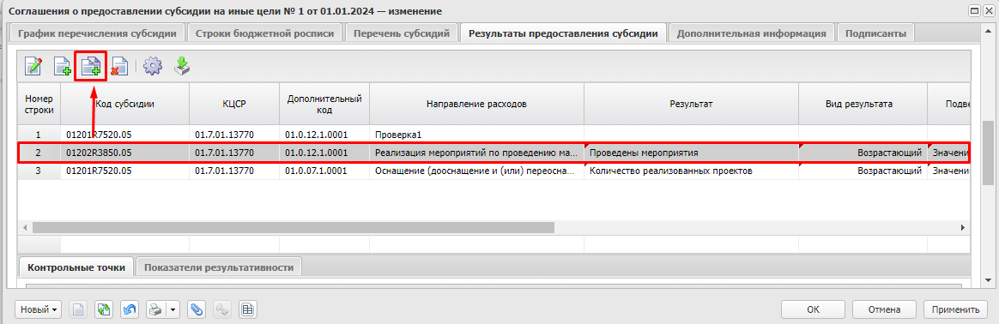 Соглашения о предоставлении субсидии на иные цели № 1 от 01.01.2024 — изменение
График перечисления субсидии Строки бюджетной росписи Перечень субсидий Результаты предоставления субсидии Дополнительная информация Подписанты
Номер строки Код субсидии КЦСР Дополнительный код Направление расходов Результат Вид результата Подве
1 01201R7520.05 01.7.01.13770 01.0.12.1.0001 Проверка1
2 01202R3850.05 01.7.01.13770 01.0.12.1.0001 Реализация мероприятий по проведению ма... Проведены мероприятия Возрастающий Значени
3 01201R7520.05 01.7.01.13770 01.0.07.1.0001 Оснащение (дооснащение и (или) переосна... Количество реализованных проектов Возрастающий Значени
Контрольные точки Показатели результативности
Новый ОК Отмена Применить